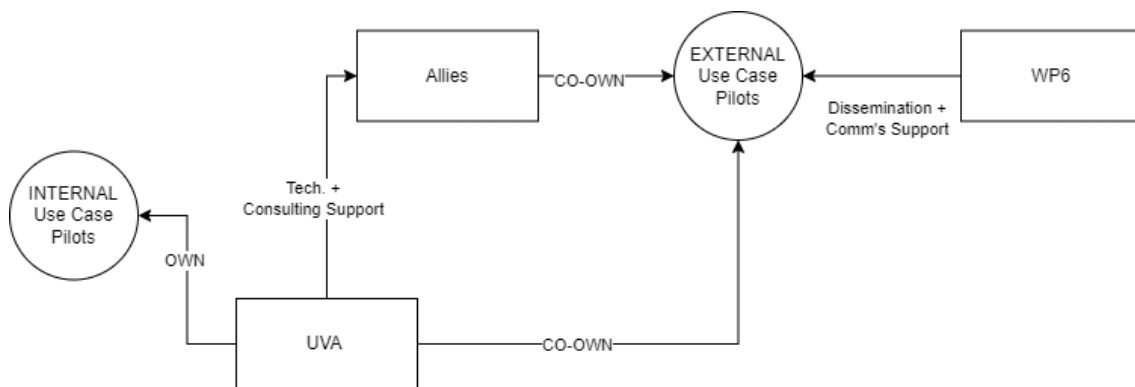 Allies
CO-OWN
EXTERNAL
Use Case
Pilots
WP6
Dissemination +
Comm's Support
INTERNAL
Use Case
Pilots
Tech. +
Consulting Support
OWN
UVA
CO-OWN